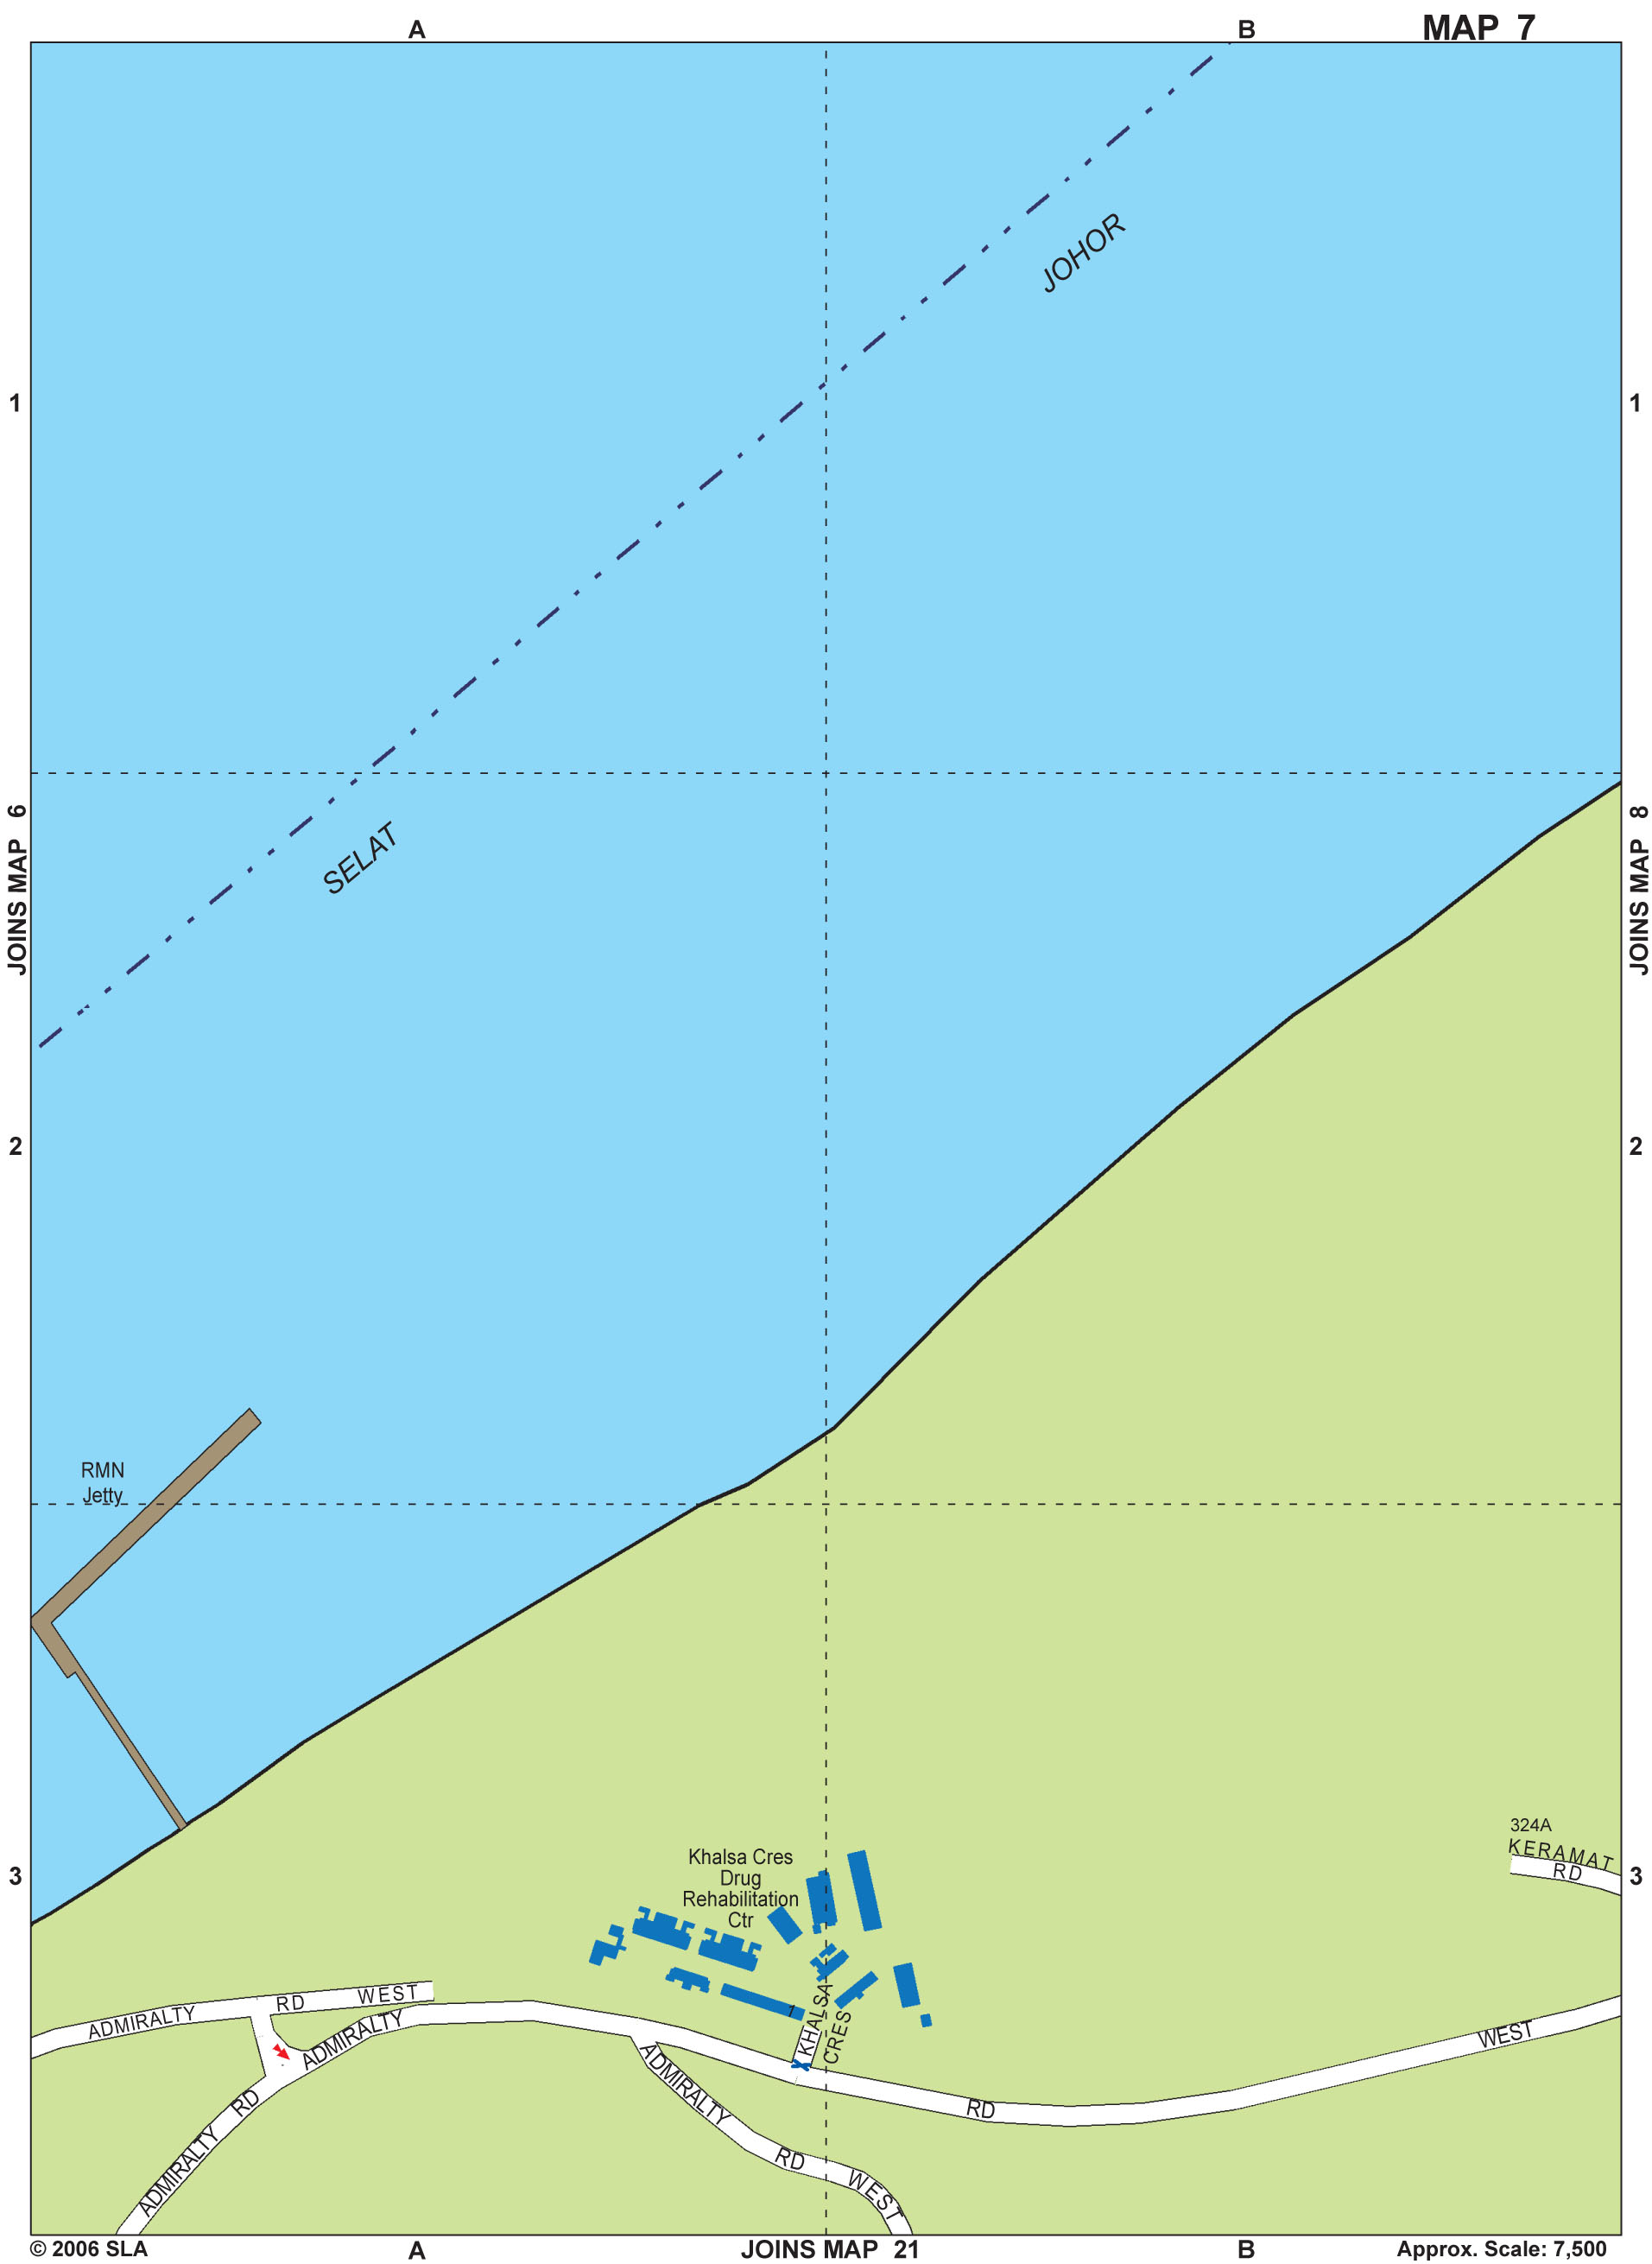 A
B
MAP 7
JOHOR
1
1
JOINS MAP 6
JOINS MAP 8
SELAT
2
2
RMN
Jetty
3
3
324A
KERAMAT
RD
Khalsa Cres
Drug
Rehabilitation
Ctr
1
KHALSA
CRES
ADMIRALTY RD WEST
ADMIRALTY RD WEST
ADMIRALTY RD
ADMIRALTY RD WEST
© 2006 SLA
A
JOINS MAP 21
B
Approx. Scale: 7,500